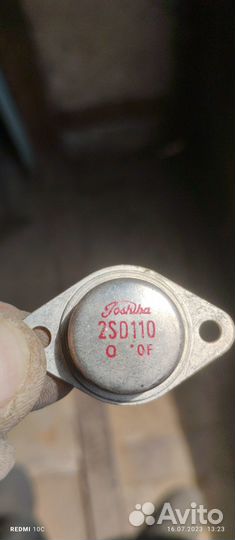 Toshiba
2SD110
O •OF
REDMI 10C
Avito
16.07.2023 13:23